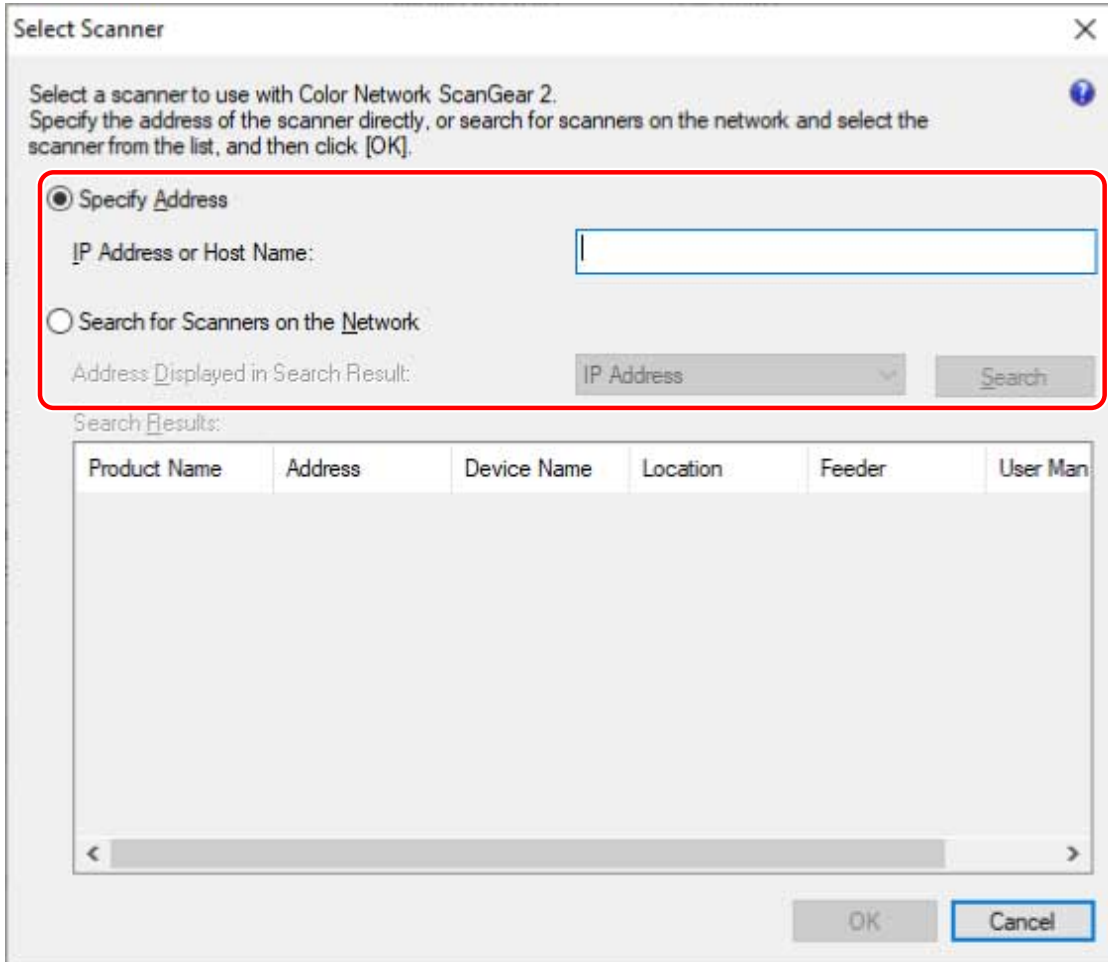 Select Scanner
Select a scanner to use with Color Network ScanGear 2.
Specify the address of the scanner directly, or search for scanners on the network and select the
scanner from the list, and then click [OK].
Specify Address
IP Address or Host Name:
Search for Scanners on the Network
Address Displayed in Search Result: IP Address Search
Search Results:
Product Name Address Device Name Location Feeder User Man
OK Cancel